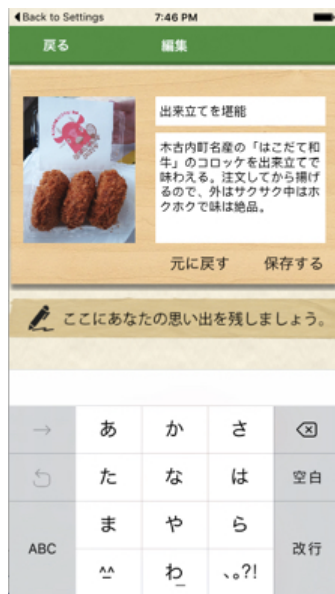 Back to Settings 7:46 PM
戻る 編集
出来立てを堪能
木古内町名産の「はこだて和
牛」のコロッケを出来立てで
味わえる。注文してから揚げ
るので、外はサクサク中はホ
クホクで味は絶品。
元に戻す 保存する
ここにあなたの思い出を残しましょう。
→ あ か さ
た な は 空白
ま や ら
ABC 改行
^^ わ 、。?!